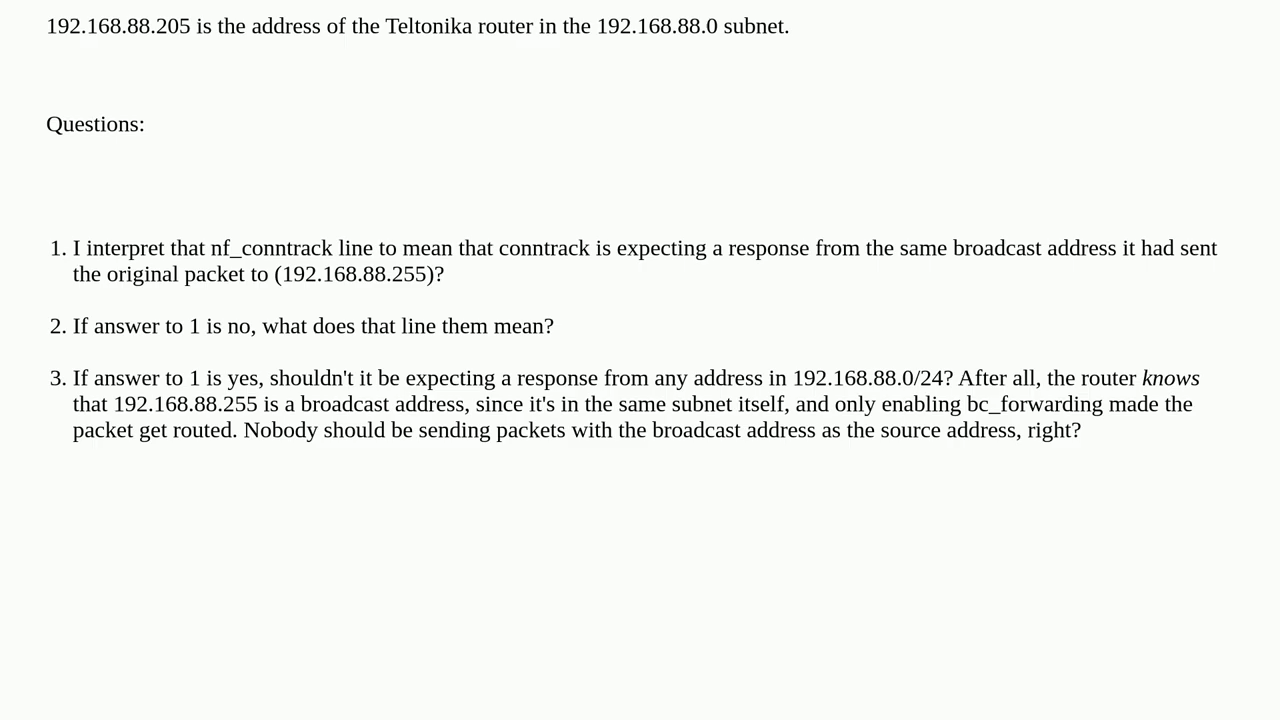 192.168.88.205 is the address of the Teltonika router in the 192.168.88.0 subnet.
Questions:
1. I interpret that nf_conntrack line to mean that conntrack is expecting a response from the same broadcast address it had sent
the original packet to (192.168.88.255)?
2. If answer to 1 is no, what does that line them mean?
3. If answer to 1 is yes, shouldn't it be expecting a response from any address in 192.168.88.0/24? After all, the router knows
that 192.168.88.255 is a broadcast address, since it's in the same subnet itself, and only enabling bc_forwarding made the
packet get routed. Nobody should be sending packets with the broadcast address as the source address, right?